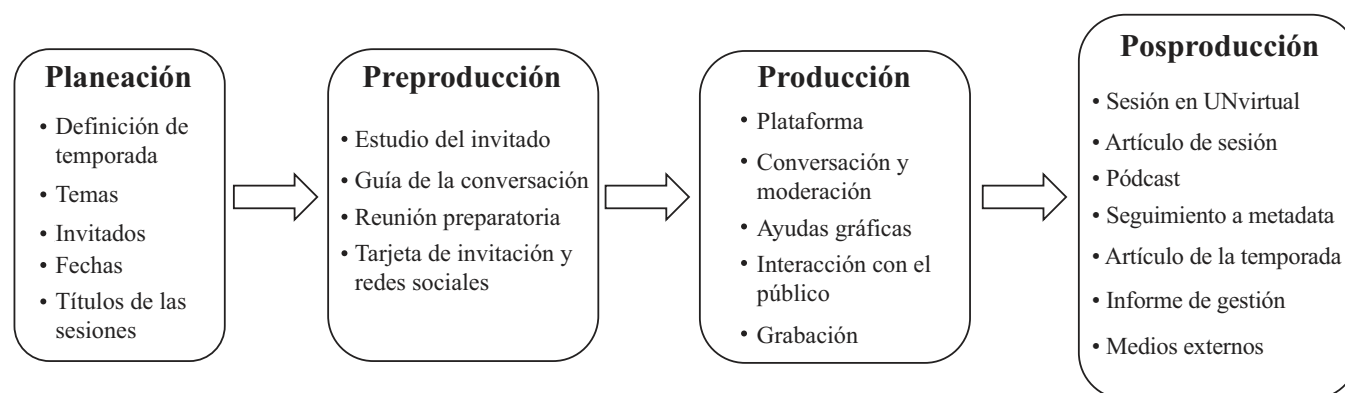 Planeación
• Definición de
temporada
• Temas
• Invitados
• Fechas
• Títulos de las
sesiones
Preproducción
• Estudio del invitado
• Guía de la conversación
• Reunión preparatoria
• Tarjeta de invitación y
redes sociales
Producción
• Plataforma
• Conversación y
moderación
• Ayudas gráficas
• Interacción con el
público
• Grabación
Posproducción
• Sesión en UNvirtual
• Artículo de sesión
• Pódcast
• Seguimiento a metadata
• Artículo de la temporada
• Informe de gestión
• Medios externos